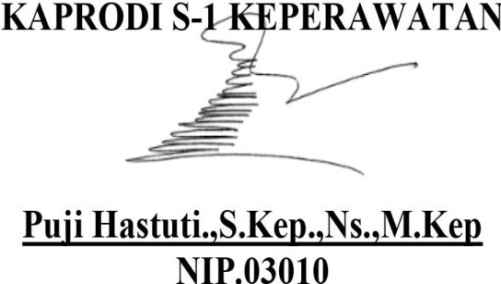 KAPRODI S-1 KEPERAWATAN
Puji Hastuti.,S.Kep.,Ns.,M.Kep
NIP.03010